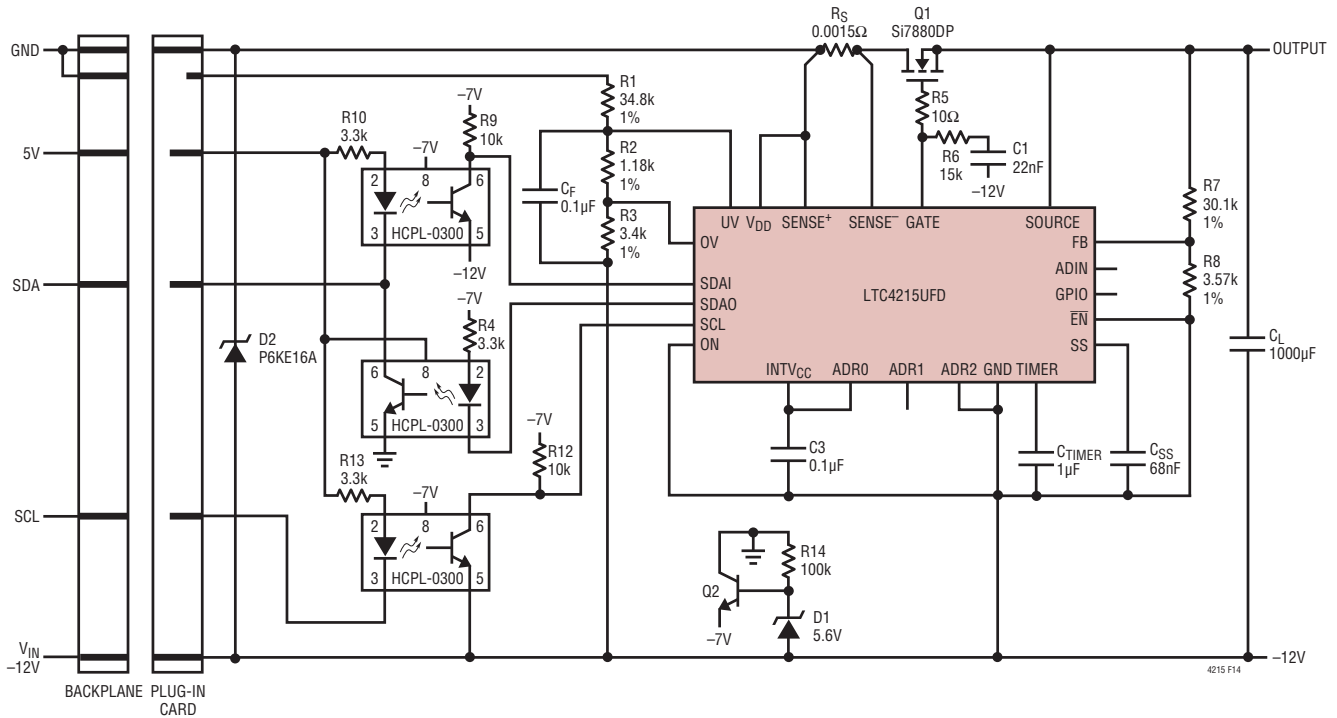 GND
5V
SDA
SCL
VIN
–12V
BACKPLANE
PLUG-IN
CARD
D2
P6KE16A
R10
3.3k
–7V
R9
10k
–7V
2
8
6
3
HCPL-0300
5
–12V
–7V
R4
3.3k
6
8
2
5
HCPL-0300
3
R13
3.3k
–7V
R12
10k
–7V
2
8
6
3
HCPL-0300
5
R1
34.8k
1%
R2
1.18k
1%
R3
3.4k
1%
CF
0.1µF
RS
0.0015Ω
Q1
Si7880DP
R5
10Ω
R6
15k
C1
22nF
–12V
OUTPUT
R7
30.1k
1%
R8
3.57k
1%
CL
1000µF
UV
VDD
SENSE+
SENSE–
GATE
SOURCE
OV
FB
ADIN
SDAI
SDAO
LTC4215UFD
GPIO
SCL
EN
ON
SS
INTVCC
ADR0
ADR1
ADR2
GND
TIMER
C3
0.1µF
CTIMER
1µF
CSS
68nF
R14
100k
Q2
–7V
D1
5.6V
–12V
4215 F14